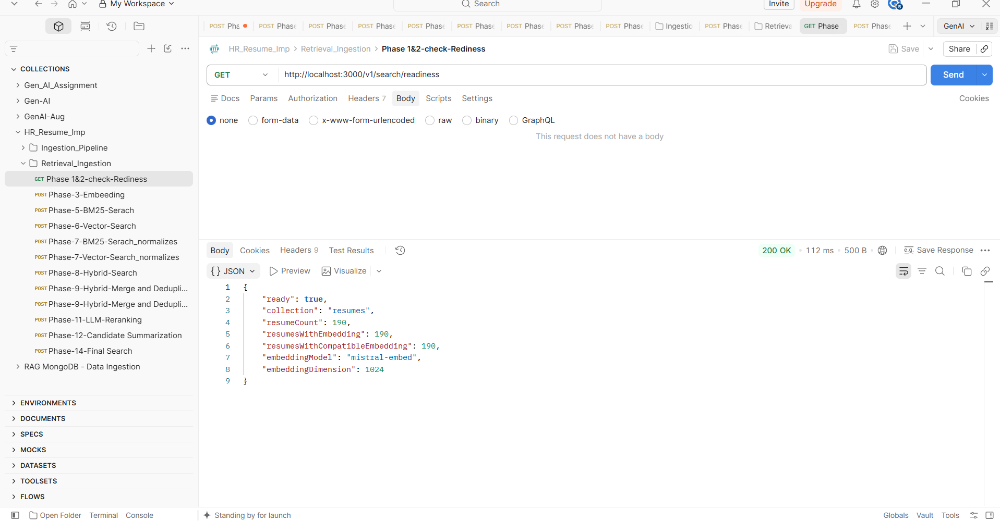 My Workspace
Search
Invite
Upgrade
POST Pha
POST Phase
POST Phase
POST Phase
POST Phase
POST Phase
POST Phase
POST Phase
POST Phase
Ingestio
POST Phase
Retrieva
GET Phase
POST Phase
GenAI
HR_Resume_Imp > Retrieval_Ingestion > Phase 1&2-check-Rediness
Save
Share
COLLECTIONS
Gen_AI_Assignment
Gen-AI
GenAI-Aug
HR_Resume_Imp
Ingestion_Pipeline
Retrieval_Ingestion
GET Phase 1&2-check-Rediness
POST Phase-3-Embeeding
POST Phase-5-BM25-Serach
POST Phase-6-Vector-Search
POST Phase-7-BM25-Serach_normalizes
POST Phase-7-Vector-Search_normalizes
POST Phase-8-Hybrid-Search
POST Phase-9-Hybrid-Merge and Dedupli...
POST Phase-9-Hybrid-Merge and Dedupli...
POST Phase-11-LLM-Reranking
POST Phase-12-Candidate Summarization
POST Phase-14-Final Search
RAG MongoDB - Data Ingestion
ENVIRONMENTS
DOCUMENTS
SPECS
MOCKS
DATASETS
TOOLSETS
FLOWS
GET http://localhost:3000/v1/search/readiness
Send
Docs Params Authorization Headers 7 Body Scripts Settings
Cookies
none form-data x-www-form-urlencoded raw binary GraphQL
This request does not have a body
Body Cookies Headers 9 Test Results
200 OK • 112 ms • 500 B
e.g. Save Response
{} JSON Preview Visualize
1 {
2 "ready": true,
3 "collection": "resumes",
4 "resumeCount": 190,
5 "resumesWithEmbedding": 190,
6 "resumesWithCompatibleEmbedding": 190,
7 "embeddingModel": "mistral-embed",
8 "embeddingDimension": 1024
9 }
Open Folder Terminal Console
Standing by for launch
Globals Vault Tools